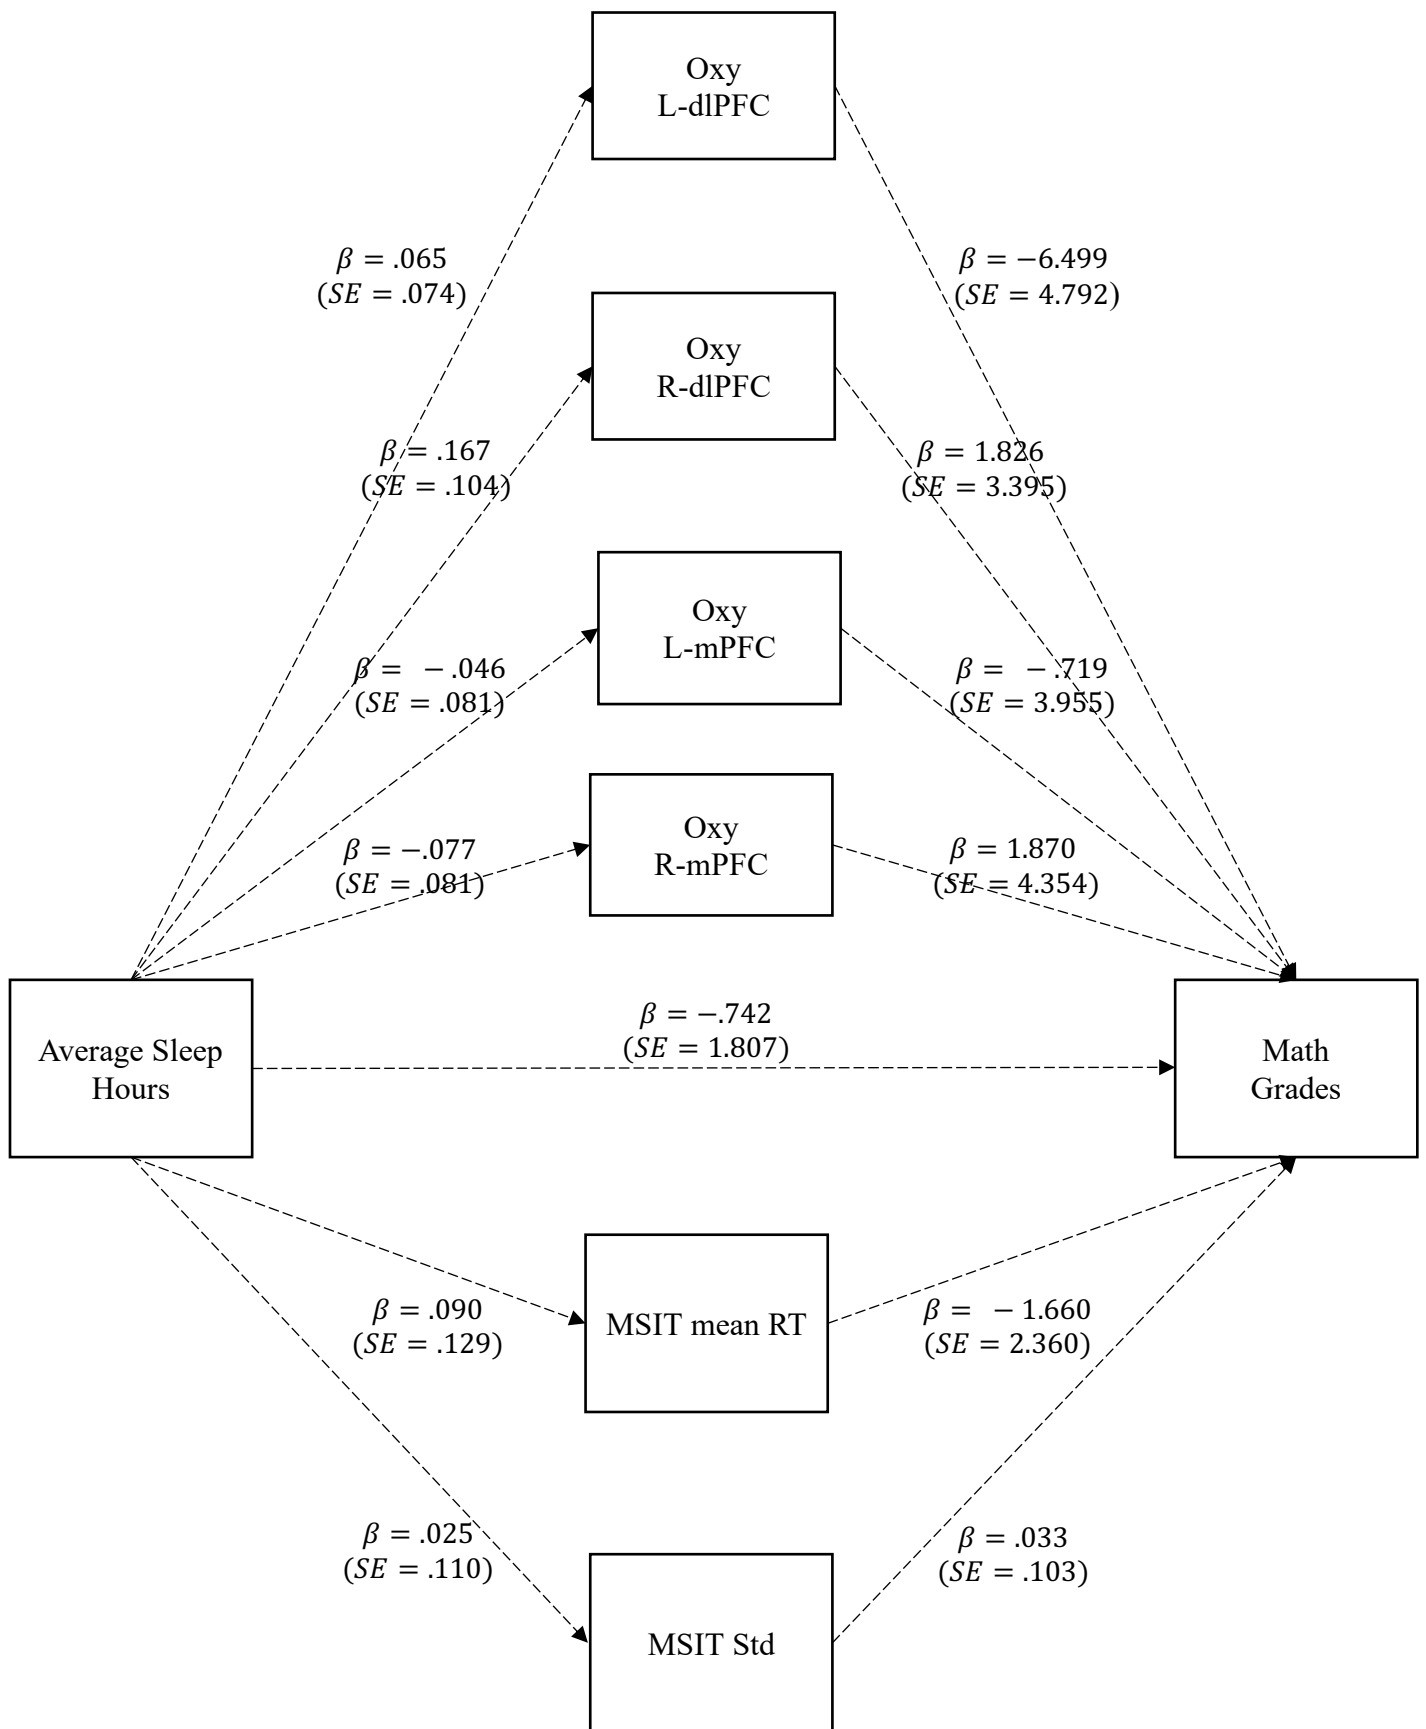 Oxy
L-dlPFC
β = .065
(SE = .074)
β = −6.499
(SE = 4.792)
Oxy
R-dlPFC
β = .167
(SE = .104)
β = 1.826
(SE = 3.395)
Oxy
L-mPFC
β = − .046
(SE = .081)
β = − .719
(SE = 3.955)
Oxy
R-mPFC
β = −.077
(SE = .081)
β = 1.870
(SE = 4.354)
Average Sleep
Hours
β = −.742
(SE = 1.807)
Math
Grades
MSIT mean RT
β = .090
(SE = .129)
β = − 1.660
(SE = 2.360)
β = .025
(SE = .110)
β = .033
(SE = .103)
MSIT Std